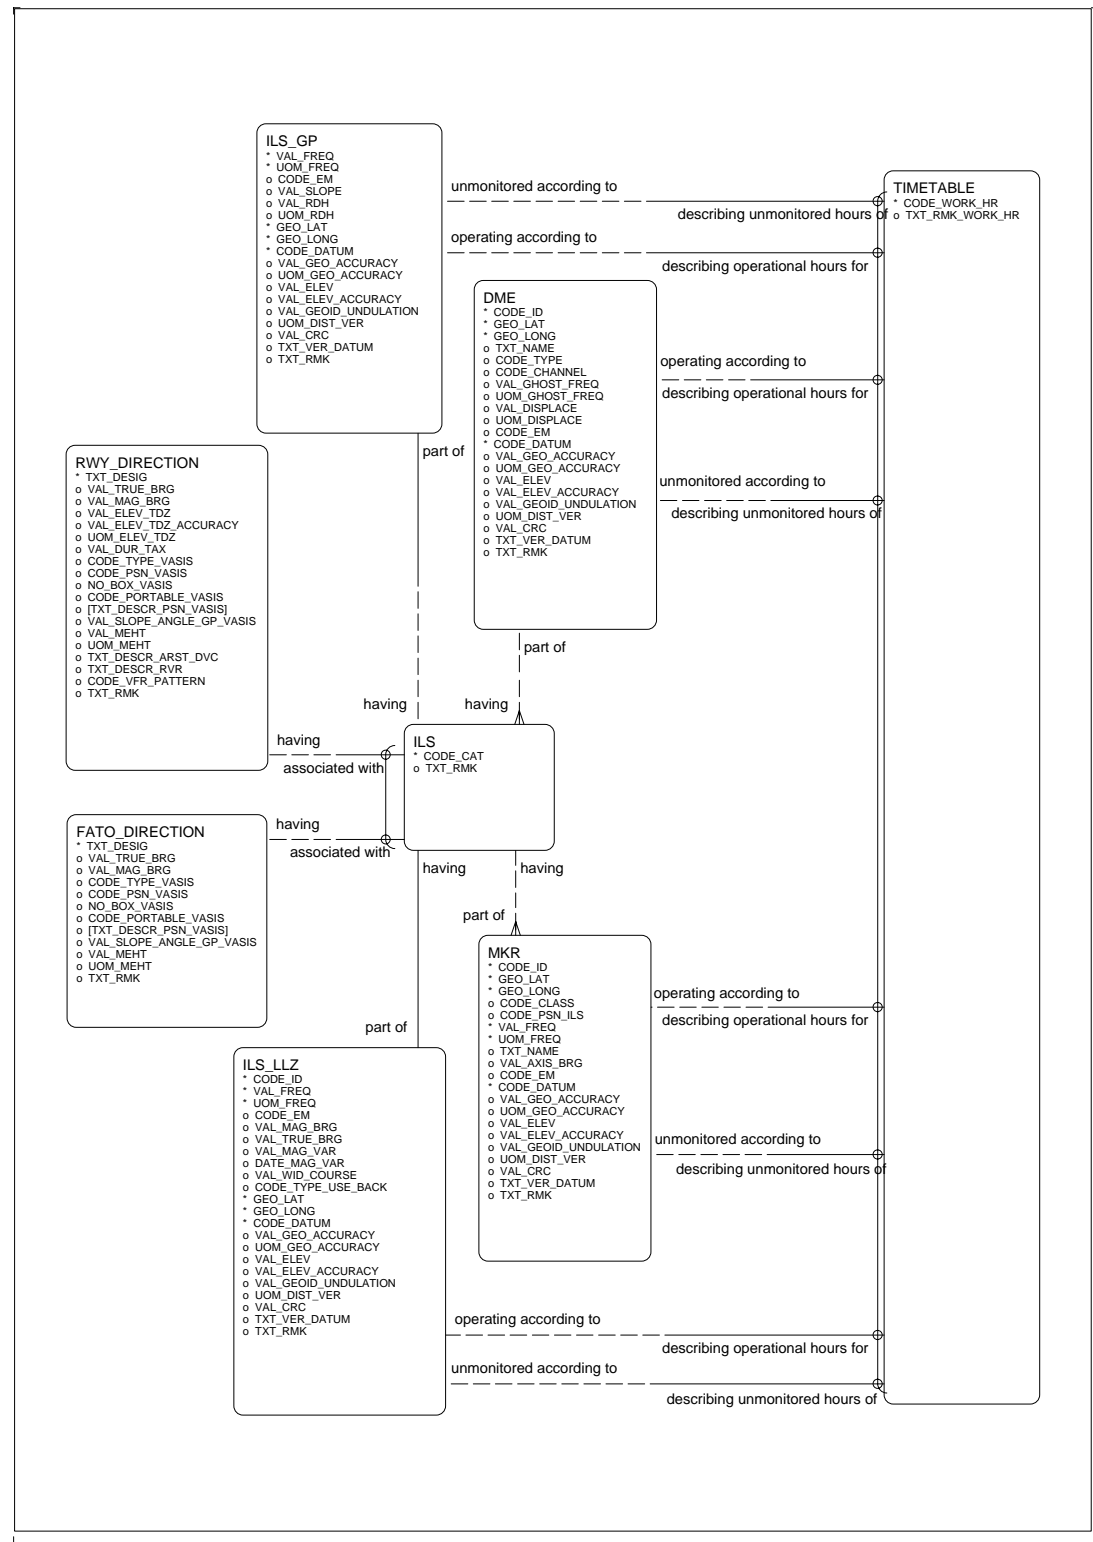 ILS_GP
* VAL_FREQ
* UOM_FREQ
o CODE_EM
o VAL_SLOPE
o VAL_RDH
o UOM_RDH
* GEO_LAT
* GEO_LONG
* CODE_DATUM
o VAL_GEO_ACCURACY
o UOM_GEO_ACCURACY
o VAL_ELEV
o VAL_ELEV_ACCURACY
o VAL_GEOID_UNDULATION
o UOM_DIST_VER
o VAL_CRC
o TXT_VER_DATUM
o TXT_RMK
unmonitored according to
describing unmonitored hours of
operating according to
describing operational hours for
TIMETABLE
* CODE_WORK_HR
o TXT_RMK_WORK_HR
DME
* CODE_ID
* GEO_LAT
* GEO_LONG
o TXT_NAME
o CODE_TYPE
o CODE_CHANNEL
o VAL_GHOST_FREQ
o UOM_GHOST_FREQ
o VAL_DISPLACE
o UOM_DISPLACE
o CODE_EM
* CODE_DATUM
o VAL_GEO_ACCURACY
o UOM_GEO_ACCURACY
o VAL_ELEV
o VAL_ELEV_ACCURACY
o VAL_GEOID_UNDULATION
o UOM_DIST_VER
o VAL_CRC
o TXT_VER_DATUM
o TXT_RMK
operating according to
describing operational hours for
unmonitored according to
describing unmonitored hours of
part of
RWY_DIRECTION
* TXT_DESIG
o VAL_TRUE_BRG
o VAL_MAG_BRG
o VAL_ELEV_TDZ
o VAL_ELEV_TDZ_ACCURACY
o UOM_ELEV_TDZ
o VAL_DUR_TAX
o CODE_TYPE_VASIS
o CODE_PSN_VASIS
o NO_BOX_VASIS
o CODE_PORTABLE_VASIS
o [TXT_DESCR_PSN_VASIS]
o VAL_SLOPE_ANGLE_GP_VASIS
o VAL_MEHT
o UOM_MEHT
o TXT_DESCR_ARST_DVC
o TXT_DESCR_RVR
o CODE_VFR_PATTERN
o TXT_RMK
part of
having
having
having
associated with
ILS
* CODE_CAT
o TXT_RMK
FATO_DIRECTION
* TXT_DESIG
o VAL_TRUE_BRG
o VAL_MAG_BRG
o CODE_TYPE_VASIS
o CODE_PSN_VASIS
o NO_BOX_VASIS
o CODE_PORTABLE_VASIS
o [TXT_DESCR_PSN_VASIS]
o VAL_SLOPE_ANGLE_GP_VASIS
o VAL_MEHT
o UOM_MEHT
o TXT_RMK
having
associated with
having
having
part of
part of
MKR
* CODE_ID
* GEO_LAT
* GEO_LONG
o CODE_CLASS
o CODE_PSN_ILS
* VAL_FREQ
* UOM_FREQ
o TXT_NAME
o VAL_AXIS_BRG
o CODE_EM
* CODE_DATUM
o VAL_GEO_ACCURACY
o UOM_GEO_ACCURACY
o VAL_ELEV
o VAL_ELEV_ACCURACY
o VAL_GEOID_UNDULATION
o UOM_DIST_VER
o VAL_CRC
o TXT_VER_DATUM
o TXT_RMK
operating according to
describing operational hours for
unmonitored according to
describing unmonitored hours of
ILS_LLZ
* CODE_ID
* VAL_FREQ
* UOM_FREQ
o CODE_EM
o VAL_MAG_BRG
o VAL_TRUE_BRG
o VAL_MAG_VAR
o DATE_MAG_VAR
o VAL_WID_COURSE
o CODE_TYPE_USE_BACK
* GEO_LAT
* GEO_LONG
* CODE_DATUM
o VAL_GEO_ACCURACY
o UOM_GEO_ACCURACY
o VAL_ELEV
o VAL_ELEV_ACCURACY
o VAL_GEOID_UNDULATION
o UOM_DIST_VER
o VAL_CRC
o TXT_VER_DATUM
o TXT_RMK
operating according to
describing operational hours for
unmonitored according to
describing unmonitored hours of